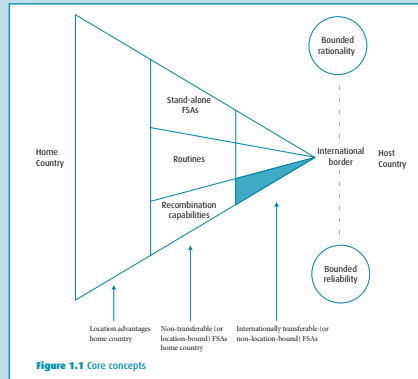 Bounded
rationality
Stand-alone
FSAs
Home
Country
Routines
International
border
Host
Country
Recombination
capabilities
Bounded
reliability
Location advantages
home country
Non-transferable (or
location-bound) FSAs
home country
Internationally transferable (or
non-location-bound) FSAs
Figure 1.1 Core concepts